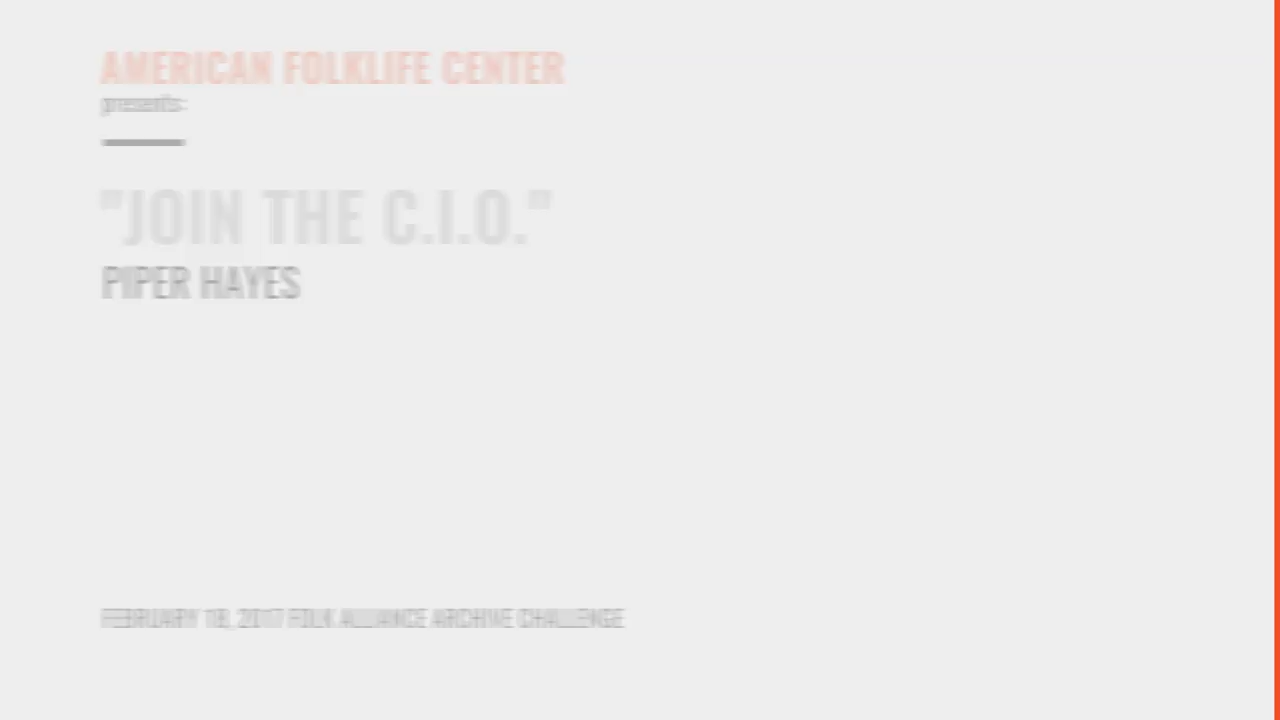 AMERICAN FOLKLIFE CENTER
presents:
"JOIN THE C.I.O."
PIPER HAYES
FEBRUARY 18, 2017 FOLK ALLIANCE ARCHIVE CHALLENGE